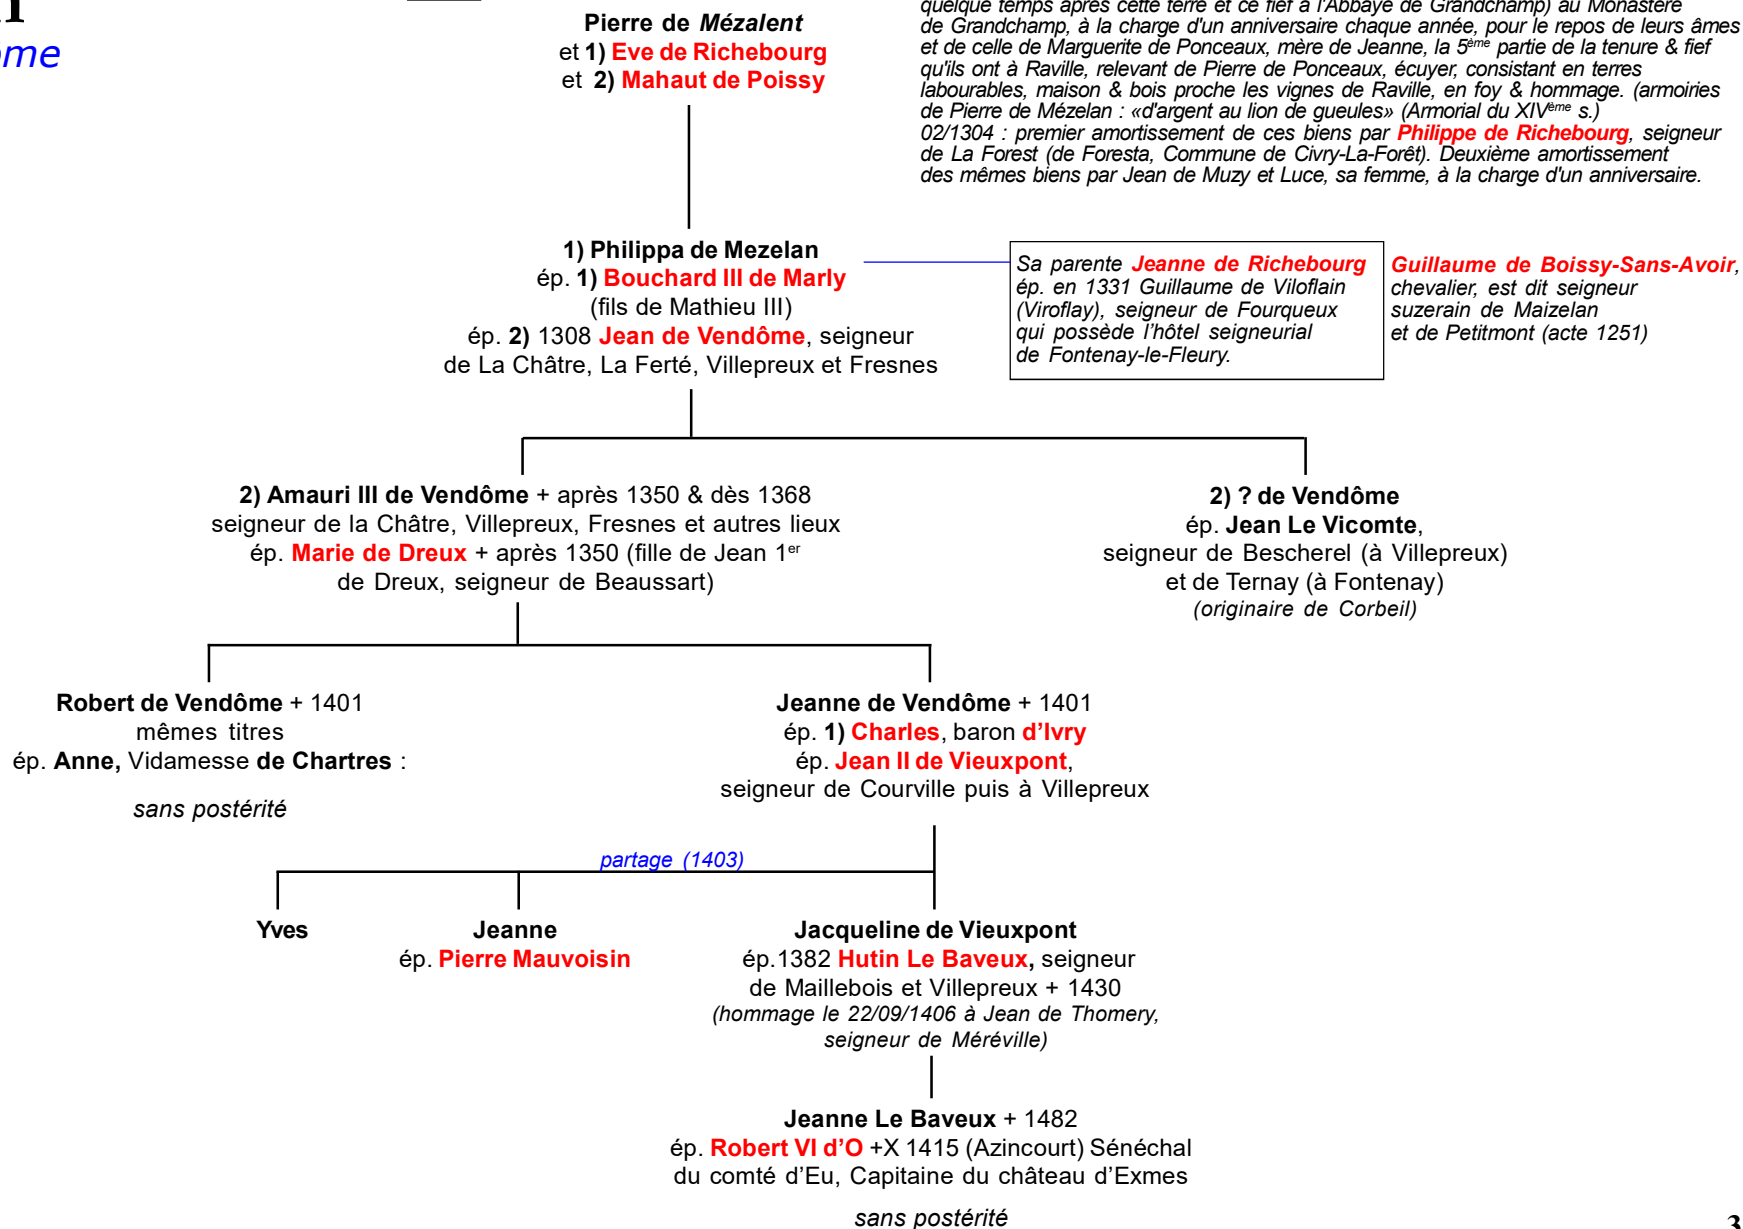 ome
Pierre de Mézalent
et 1) Eve de Richebourg
et 2) Mahaut de Poissy
quelque temps après cette terre et ce fief à l'Abbaye de Grandchamp) au Monastère
de Grandchamp, à la charge d'un anniversaire chaque année, pour le repos de leurs âmes
et de celle de Marguerite de Ponceaux, mère de Jeanne, la 5ème partie de la tenure & fief
qu'ils ont à Raville, relevant de Pierre de Ponceaux, écuyer, consistant en terres
labourables, maison & bois proche les vignes de Raville, en foy & hommage. (armoiries
de Pierre de Mézelan : «d'argent au lion de gueules» (Armorial du XIVème s.)
02/1304 : premier amortissement de ces biens par Philippe de Richebourg, seigneur
de La Forest (de Foresta, Commune de Civry-La-Forêt). Deuxième amortissement
des mêmes biens par Jean de Muzy et Luce, sa femme, à la charge d'un anniversaire.
1) Philippa de Mezelan
ép. 1) Bouchard III de Marly
(fils de Mathieu III)
ép. 2) 1308 Jean de Vendôme, seigneur
de La Châtre, La Ferté, Villepreux et Fresnes
Sa parente Jeanne de Richebourg
ép. en 1331 Guillaume de Viloflain
(Viroflay), seigneur de Fourqueux
qui possède l’hôtel seigneurial
de Fontenay-le-Fleury.
Guillaume de Boissy-Sans-Avoir,
chevalier, est dit seigneur
suzerain de Maizelan
et de Petitmont (acte 1251)
2) Amauri III de Vendôme + après 1350 & dès 1368
seigneur de la Châtre, Villepreux, Fresnes et autres lieux
ép. Marie de Dreux + après 1350 (fille de Jean 1er
de Dreux, seigneur de Beaussart)
2) ? de Vendôme
ép. Jean Le Vicomte,
seigneur de Bescherel (à Villepreux)
et de Ternay (à Fontenay)
(originaire de Corbeil)
Robert de Vendôme + 1401
mêmes titres
ép. Anne, Vidamesse de Chartres :
sans postérité
Jeanne de Vendôme + 1401
ép. 1) Charles, baron d’Ivry
ép. Jean II de Vieuxpont,
seigneur de Courville puis à Villepreux
partage (1403)
Yves
Jeanne
ép. Pierre Mauvoisin
Jacqueline de Vieuxpont
ép.1382 Hutin Le Baveux, seigneur
de Maillebois et Villepreux + 1430
(hommage le 22/09/1406 à Jean de Thomery,
seigneur de Méréville)
Jeanne Le Baveux + 1482
ép. Robert VI d’O +X 1415 (Azincourt) Sénéchal
du comté d’Eu, Capitaine du château d’Exmes
sans postérité
3